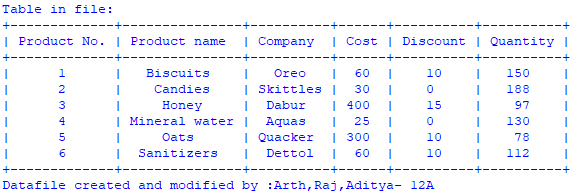 Table in file:
+-------------+---------------+----------+------+----------+----------+
| Product No. | Product name | Company | Cost | Discount | Quantity |
+-------------+---------------+----------+------+----------+----------+
| 1 | Biscuits | Oreo | 60 | 10 | 150 |
| 2 | Candies | Skittles | 30 | 0 | 188 |
| 3 | Honey | Dabur | 400 | 15 | 97 |
| 4 | Mineral water | Aquas | 25 | 0 | 130 |
| 5 | Oats | Quacker | 300 | 10 | 78 |
| 6 | Sanitizers | Dettol | 60 | 10 | 112 |
+-------------+---------------+----------+------+----------+----------+
Datafile created and modified by :Arth,Raj,Aditya- 12A